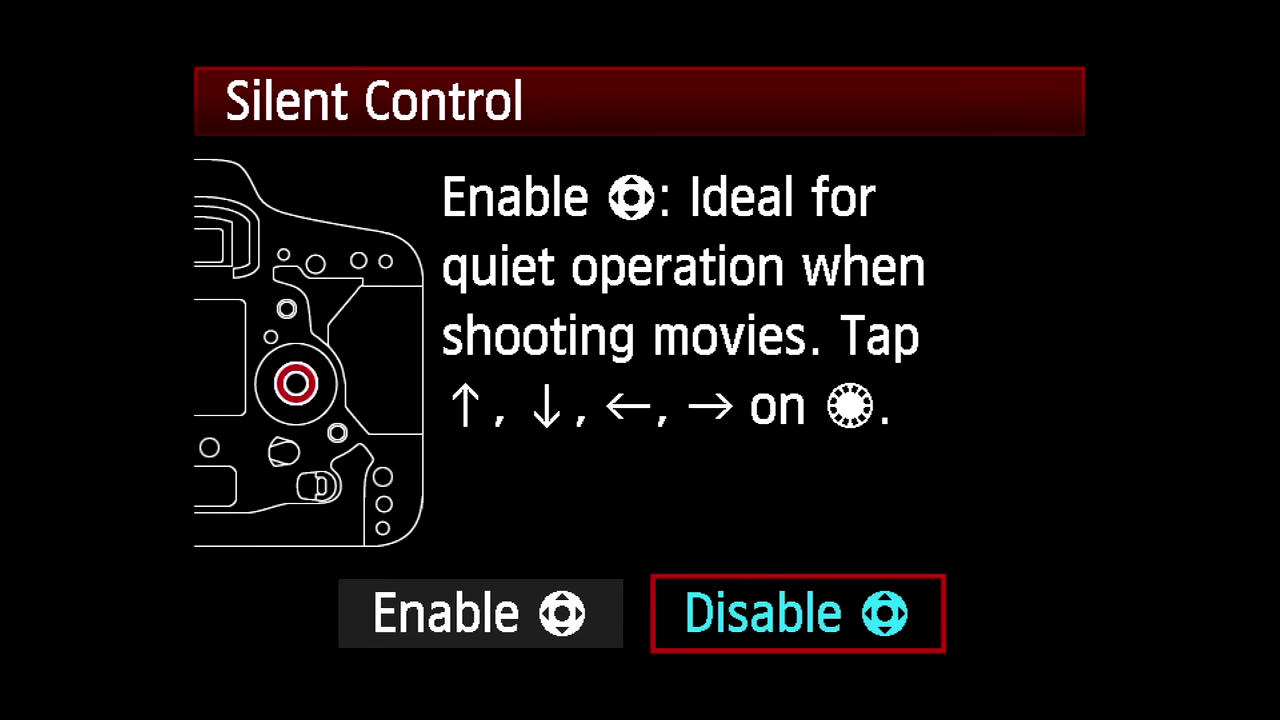 Silent Control
Enable : Ideal for
quiet operation when
shooting movies. Tap
↑, ↓, ←, → on .
Enable
Disable